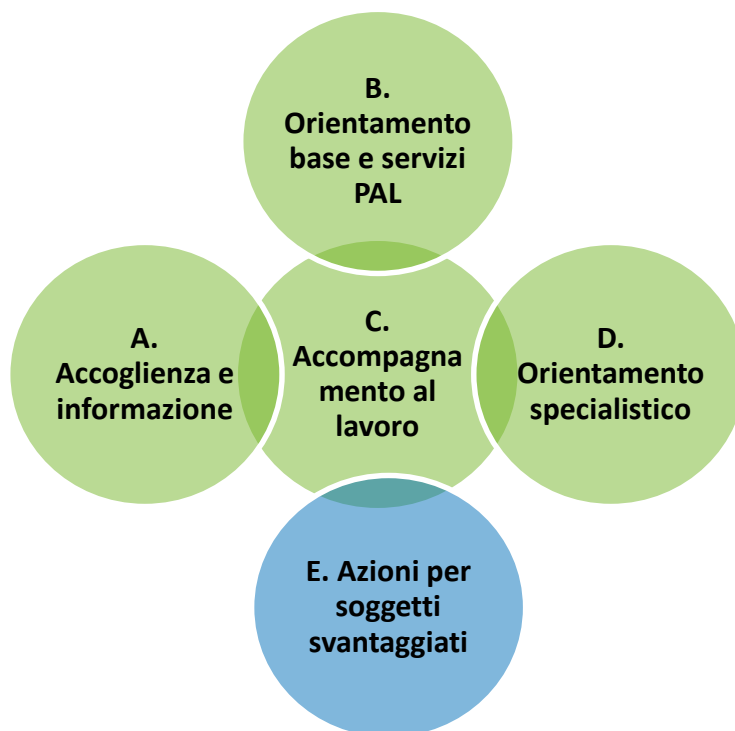 B.
Orientamento
base e servizi
PAL
A.
Accoglienza e
informazione
C.
Accompagna
mento al
lavoro
D.
Orientamento
specialistico
E. Azioni per
soggetti
svantaggiati